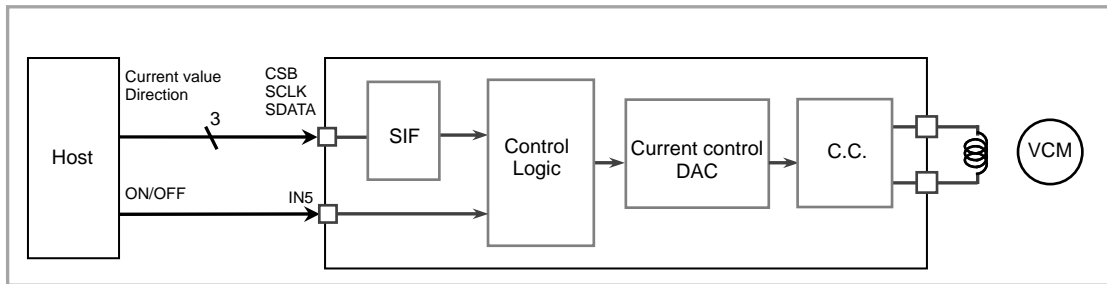 Host
Current value
Direction
3
CSB
SCLK
SDATA
ON/OFF
IN5
SIF
Control
Logic
Current control
DAC
C.C.
VCM